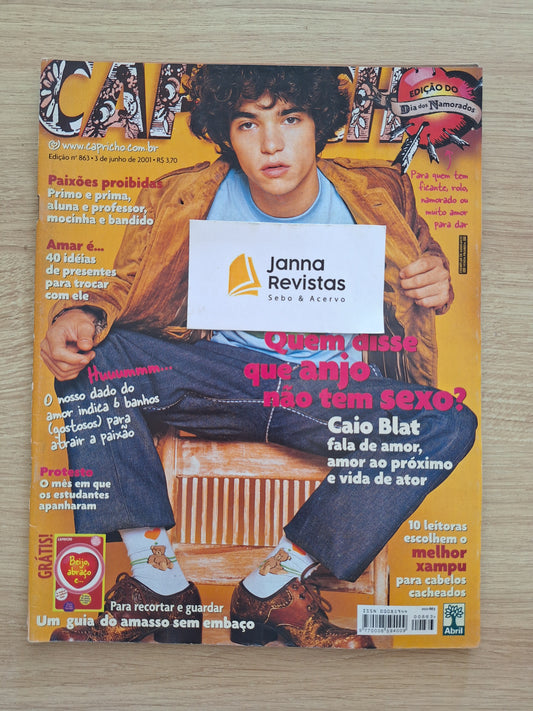 CAPRICHO
www.capricho.com.br
Edição nº 863 • 3 de junho de 2001 • R$ 3,70
EDIÇÃO DO
Dia dos Namorados
Para quem tem
ficante, rolo,
namorado ou
muito amor
para dar
Paixões proibidas
Primo e prima,
aluna e professor,
mocinha e bandido
Amar é...
40 idéias
de presentes
para trocar
com ele
Janna
Revistas
Sebo & Acervo
Quem disse
que anjo
não tem sexo?
Caio Blat
fala de amor,
amor ao próximo
e vida de ator
Huummmm...
O nosso dado do
amor indica 6 banhos
(gostosos) para
atrair a paixão
Protesto
O mês em que
os estudantes
apanharam
10 leitoras
escolhem o
melhor
xampu
para cabelos
cacheados
GRÁTIS!
CAPRICHO
Beijo,
abraço
e...
Para recortar e guardar
Um guia do amasso sem embaço
Abril